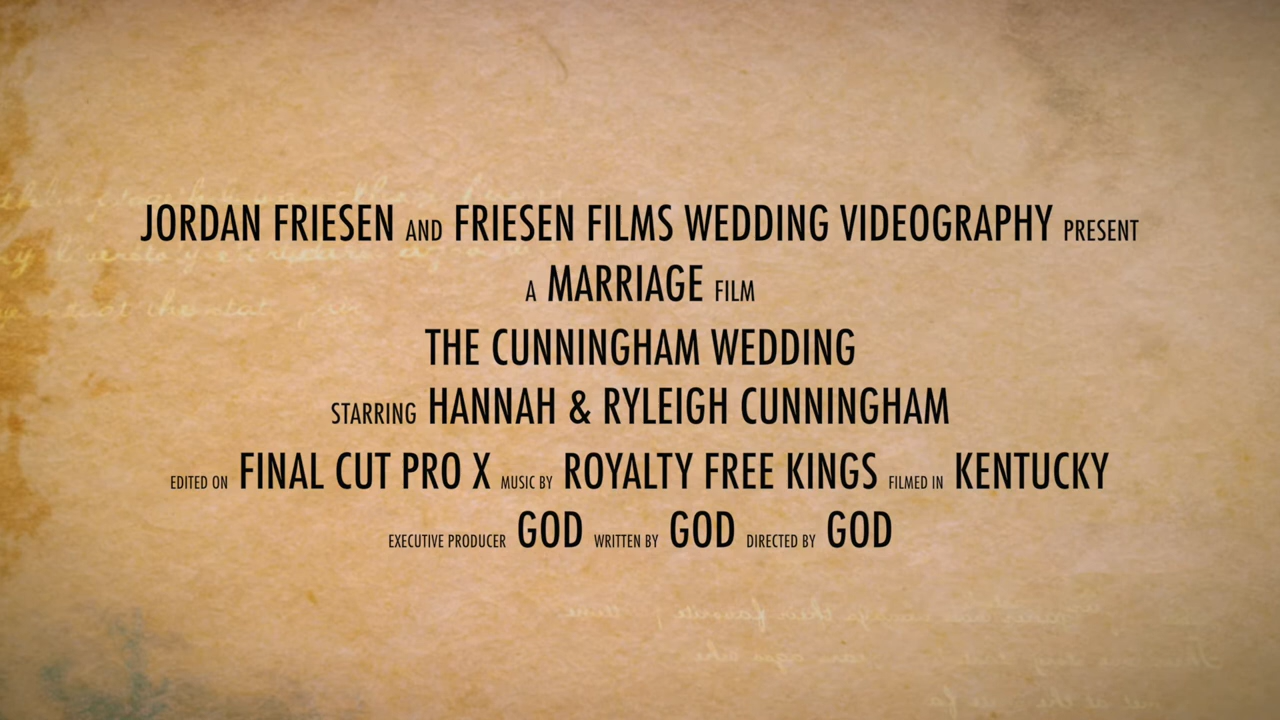 JORDAN FRIESEN AND FRIESEN FILMS WEDDING VIDEOGRAPHY PRESENT
A MARRIAGE FILM
THE CUNNINGHAM WEDDING
STARRING HANNAH & RYLEIGH CUNNINGHAM
EDITED ON FINAL CUT PRO X MUSIC BY ROYALTY FREE KINGS FILMED IN KENTUCKY
EXECUTIVE PRODUCER GOD WRITTEN BY GOD DIRECTED BY GOD